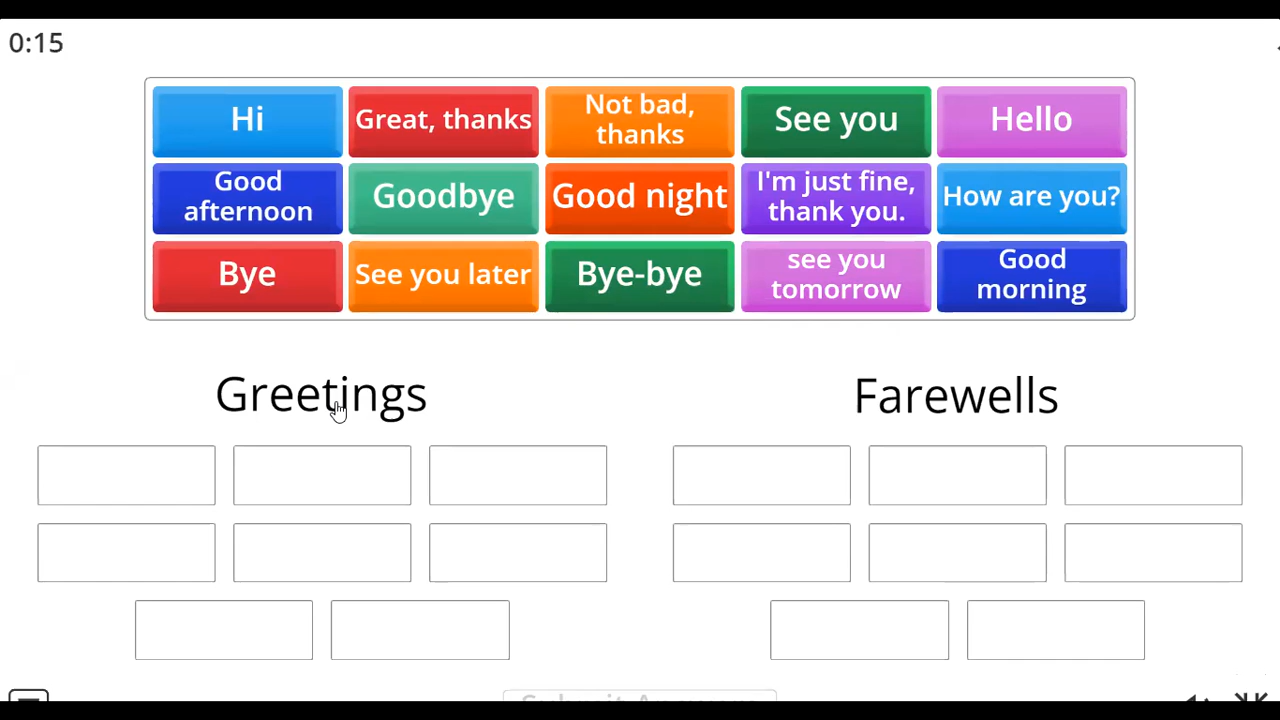 0:15
Hi
Great, thanks
Not bad,
thanks
See you
Hello
Good
afternoon
Goodbye
Good night
I'm just fine,
thank you.
How are you?
Bye
See you later
Bye-bye
see you
tomorrow
Good
morning
Greetings
Farewells